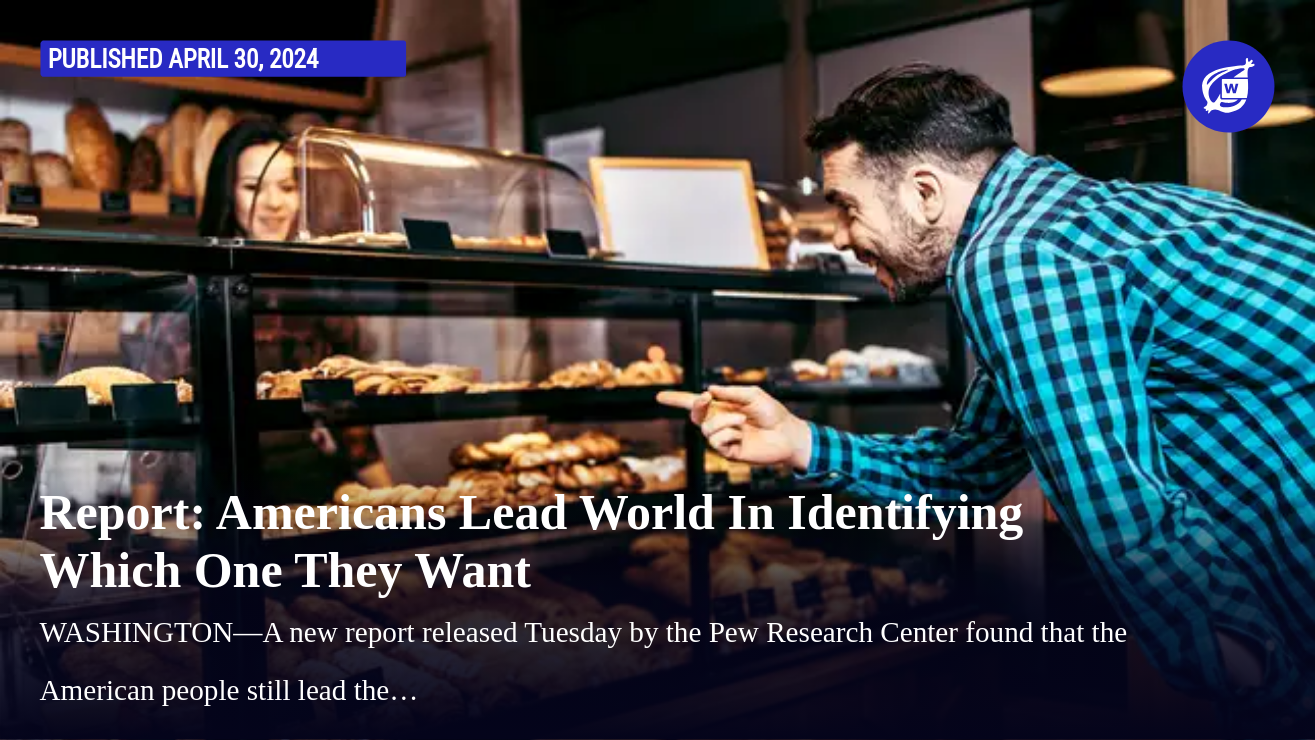 PUBLISHED APRIL 30, 2024
W
Report: Americans Lead World In Identifying
Which One They Want
WASHINGTON—A new report released Tuesday by the Pew Research Center found that the
American people still lead the…